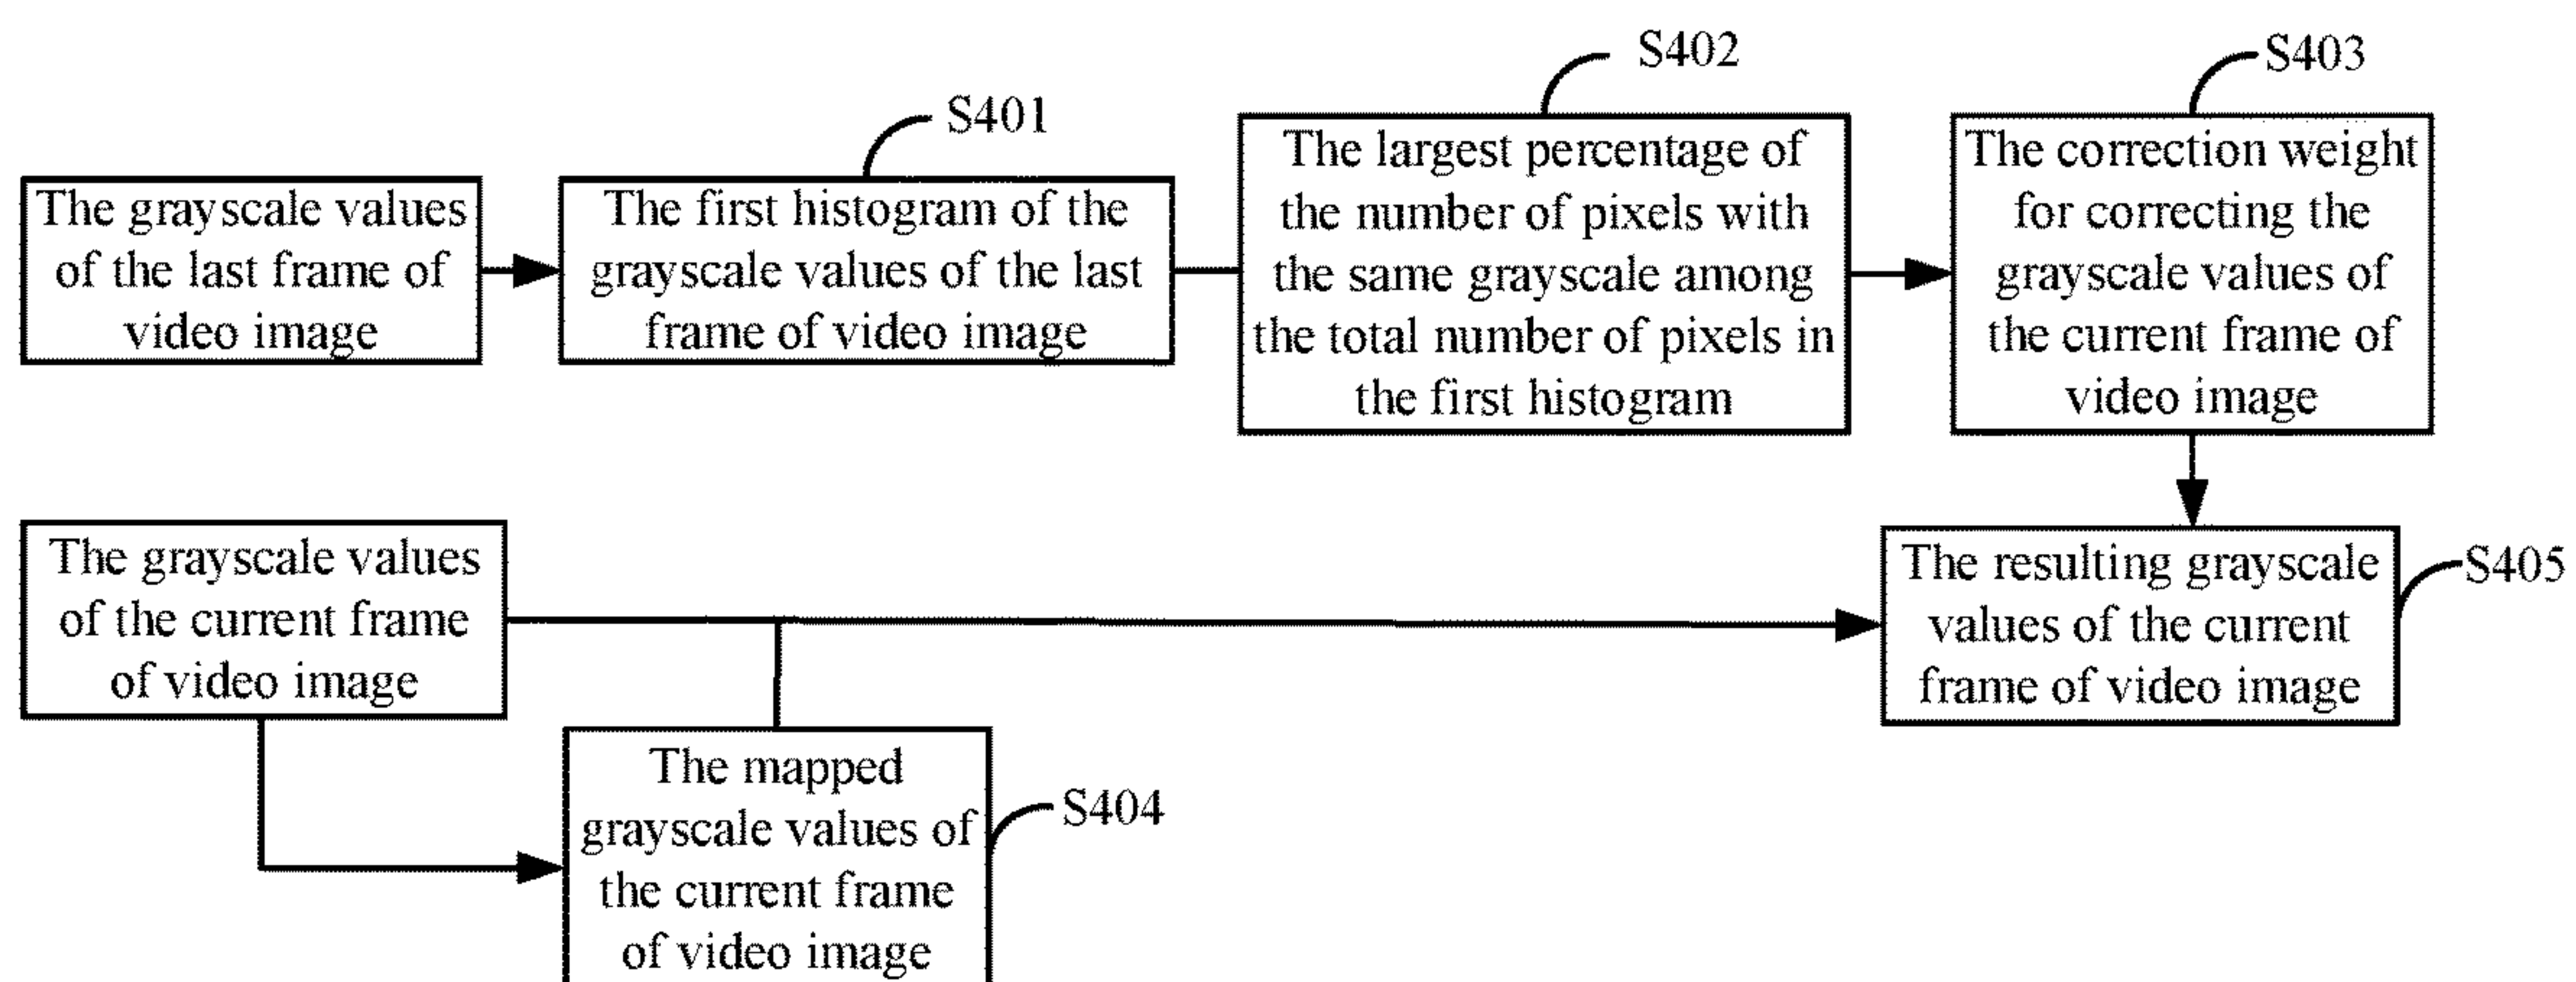 S401
S402
S403
The grayscale values
of the last frame of
video image
The first histogram of the
grayscale values of the last
frame of video image
The largest percentage of
the number of pixels with
the same grayscale among
the total number of pixels in
the first histogram
The correction weight
for correcting the
grayscale values of
the current frame of
video image
The grayscale values
of the current frame
of video image
The resulting grayscale
values of the current
frame of video image
S405
The mapped
grayscale values of
the current frame
of video image
S404